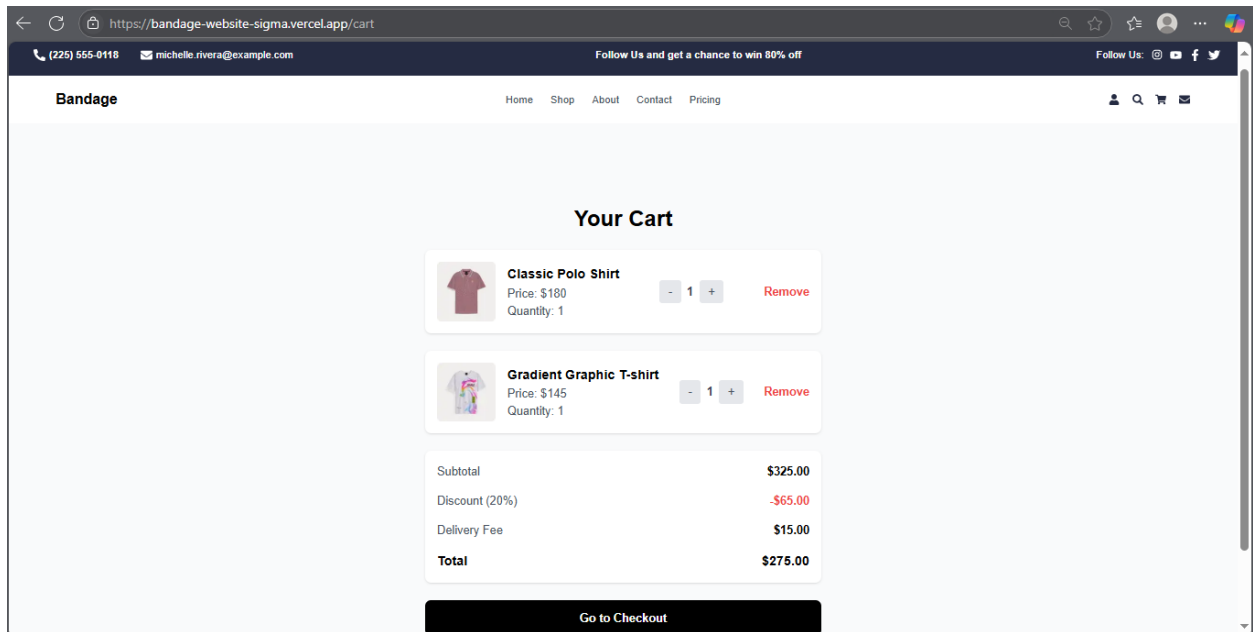 https://bandage-website-sigma.vercel.app/cart
(225) 555-0118 michelle.rivera@example.com Follow Us and get a chance to win 80% off Follow Us:
Bandage Home Shop About Contact Pricing
Your Cart
Classic Polo Shirt
Price: $180
Quantity: 1
- 1 + Remove
Gradient Graphic T-shirt
Price: $145
Quantity: 1
- 1 + Remove
Subtotal $325.00
Discount (20%) -$65.00
Delivery Fee $15.00
Total $275.00
Go to Checkout